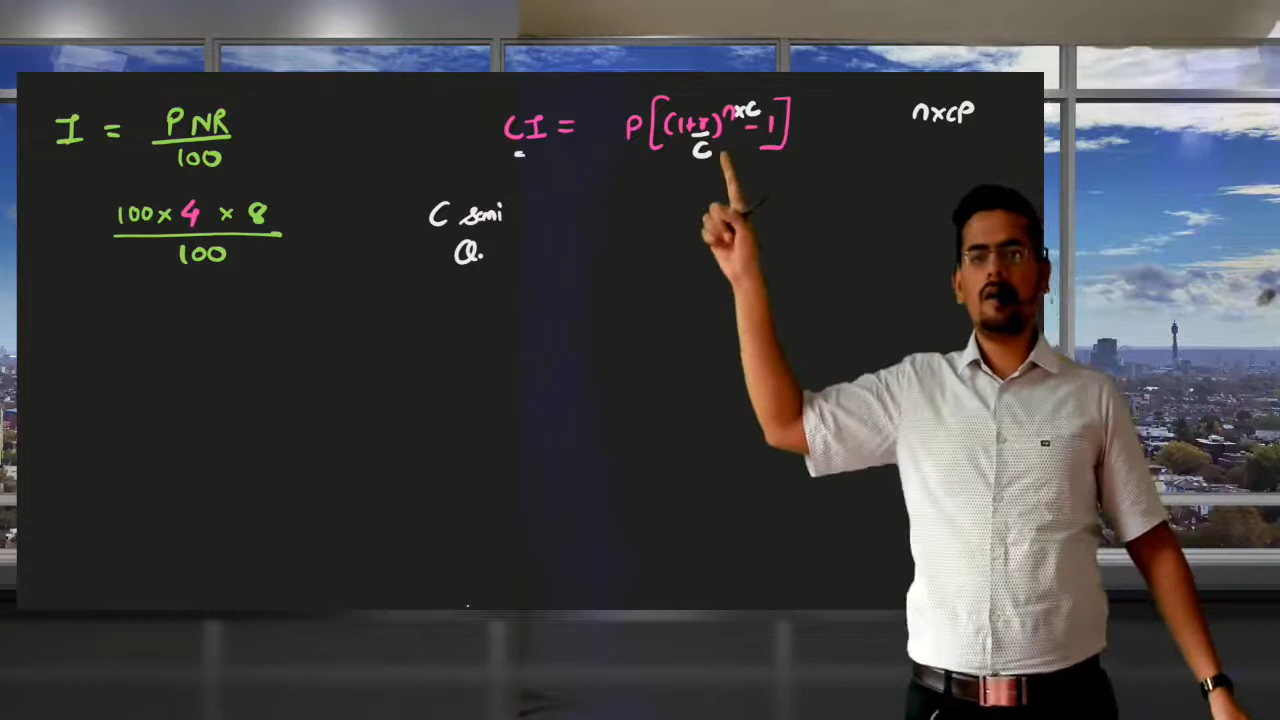 I = PNR/100
100 × 4 × 8 / 100
CI = P[(1+r/C)^n×C - 1]
n×CP
C semi
Q.